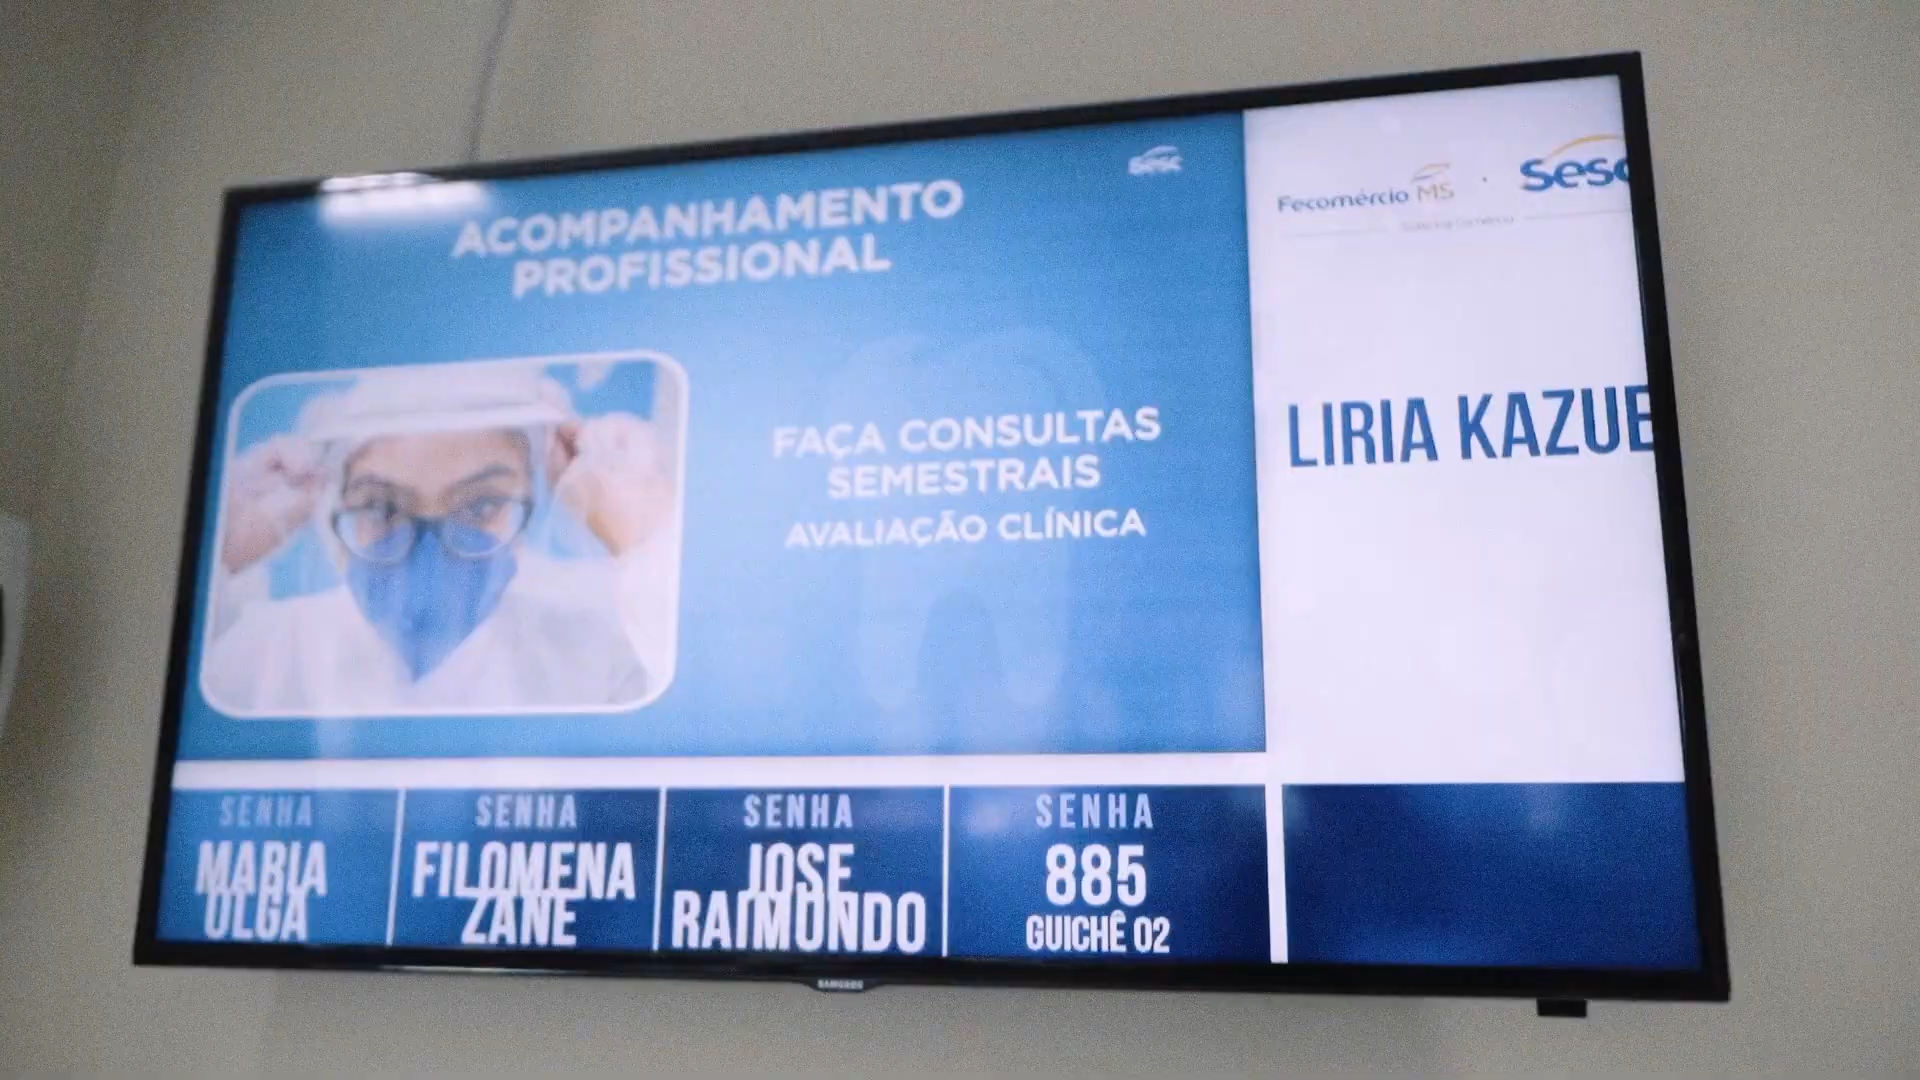 sesc
ACOMPANHAMENTO
PROFISSIONAL
FAÇA CONSULTAS
SEMESTRAIS
AVALIAÇÃO CLÍNICA
Fecomércio MS
Sesc
LIRIA KAZUE
SENHA
MARIA
OLGA
SENHA
FILOMENA
ZANE
SENHA
JOSE
RAIMONDO
SENHA
885
GUICHÊ 02
SAMSUNG